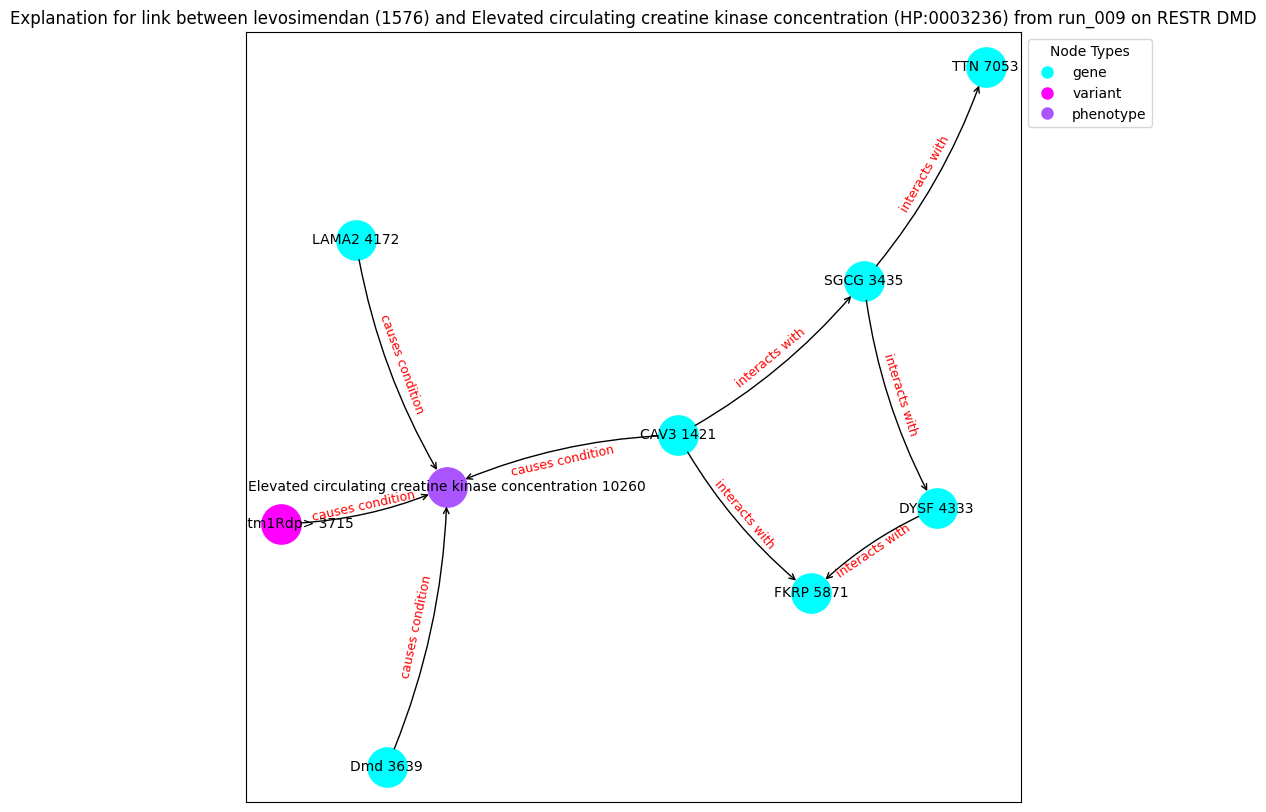 Explanation for link between levosimendan (1576) and Elevated circulating creatine kinase concentration (HP:0003236) from run_009 on RESTR DMD
Node Types
gene
variant
phenotype
TTN 7053
interacts with
LAMA2 4172
SGCG 3435
causes condition
interacts with
interacts with
CAV3 1421
causes condition
Elevated circulating creatine kinase concentration 10260
causes condition
tm1Rdp> 3715
interacts with
DYSF 4333
interacts with
FKRP 5871
causes condition
Dmd 3639